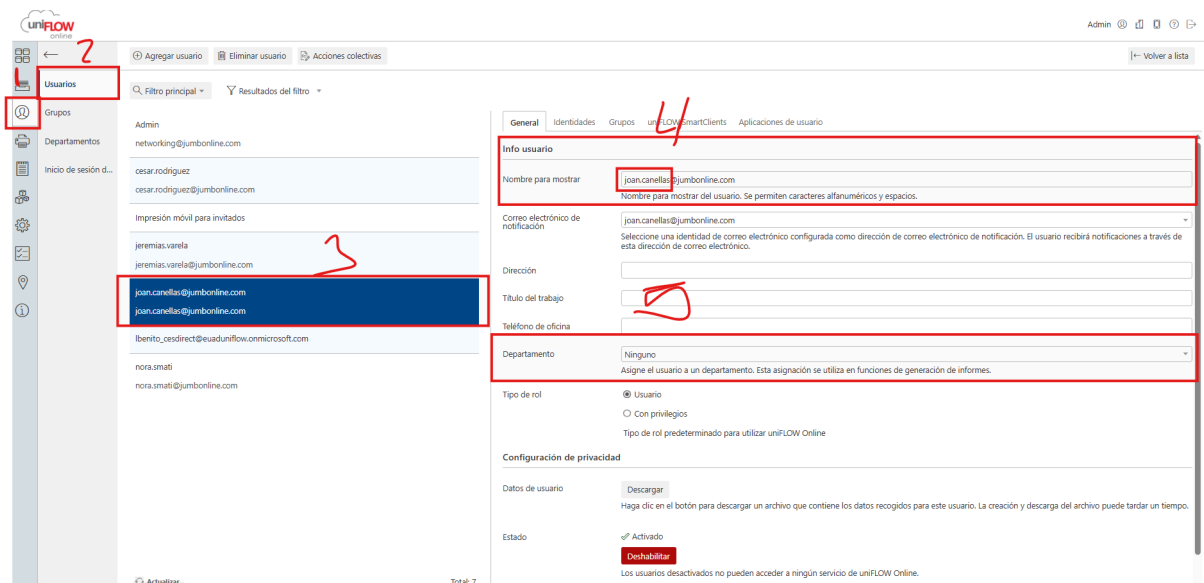 uniFLOW
online
Admin
Agregar usuario
Eliminar usuario
Acciones colectivas
Volver a lista
1
2
Usuarios
Grupos
Departamentos
Inicio de sesión d...
Filtro principal
Resultados del filtro
Admin
networking@jumbonline.com
cesar.rodriguez
cesar.rodriguez@jumbonline.com
Impresión móvil para invitados
jeremias.varela
jeremias.varela@jumbonline.com
3
joan.canellas@jumbonline.com
joan.canellas@jumbonline.com
lbenito_cesdirect@euaduniflow.onmicrosoft.com
nora.smati
nora.smati@jumbonline.com
Actualizar...
Total: 7
General Identidades Grupos uniFLOW SmartClients Aplicaciones de usuario
4
Info usuario
Nombre para mostrar
joan.canellas@jumbonline.com
Nombre para mostrar del usuario. Se permiten caracteres alfanuméricos y espacios.
Correo electrónico de
notificación
joan.canellas@jumbonline.com
Seleccione una identidad de correo electrónico configurada como dirección de correo electrónico de notificación. El usuario recibirá notificaciones a través de
esta dirección de correo electrónico.
Dirección
Título del trabajo
5
Teléfono de oficina
Departamento
Ninguno
Asigne el usuario a un departamento. Esta asignación se utiliza en funciones de generación de informes.
Tipo de rol
Usuario
Con privilegios
Tipo de rol predeterminado para utilizar uniFLOW Online
Configuración de privacidad
Datos de usuario
Descargar
Haga clic en el botón para descargar un archivo que contiene los datos recogidos para este usuario. La creación y descarga del archivo puede tardar un tiempo.
Estado
Activado
Deshabilitar
Los usuarios desactivados no pueden acceder a ningún servicio de uniFLOW Online.